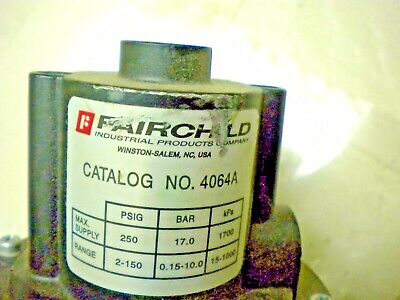 FAIRCHILD
INDUSTRIAL PRODUCTS COMPANY
WINSTON-SALEM, NC, USA
CATALOG NO. 4064A
PSIG BAR kPa
MAX. SUPPLY 250 17.0 1700
RANGE 2-150 0.15-10.0 15-1000